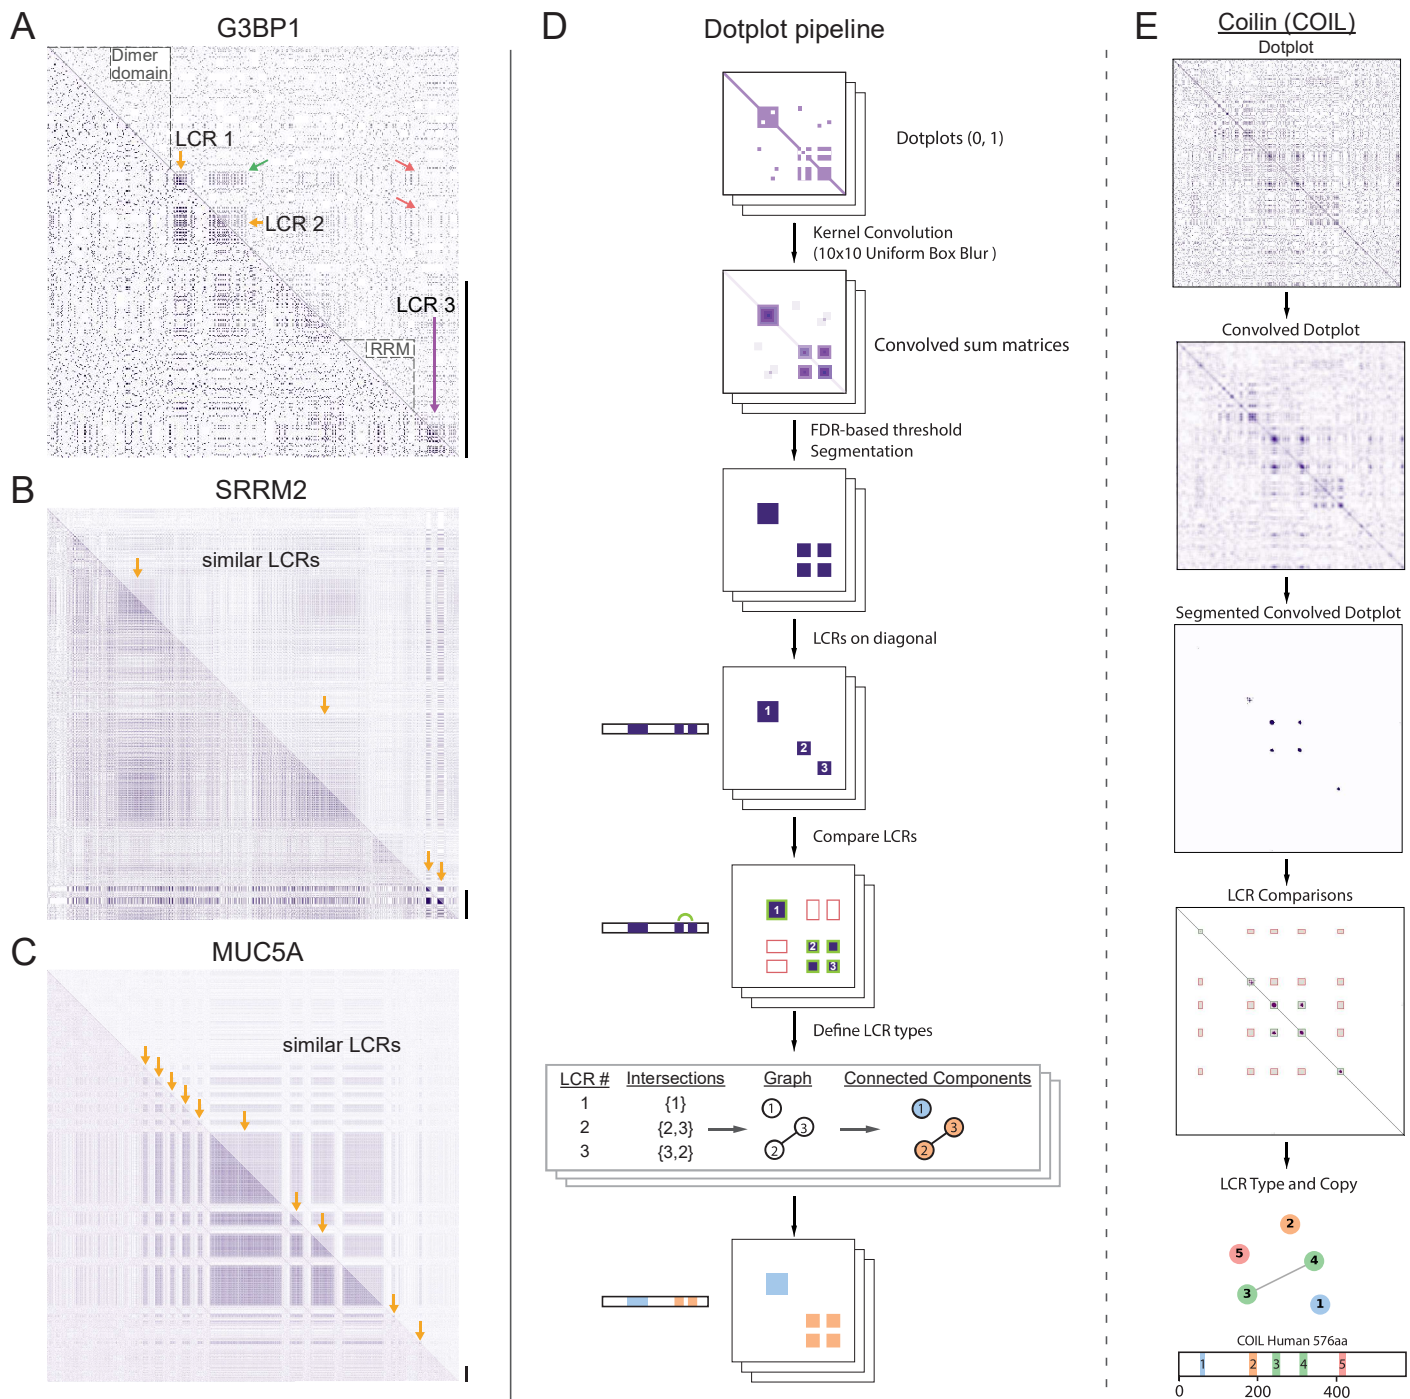 A
G3BP1
Dimer
domain
LCR 1
LCR 2
LCR 3
RRM
B
SRRM2
similar LCRs
C
MUC5A
similar LCRs
D
Dotplot pipeline
Dotplots (0, 1)
Kernel Convolution
(10x10 Uniform Box Blur )
Convolved sum matrices
FDR-based threshold
Segmentation
LCRs on diagonal
1
2
3
Compare LCRs
1
2
3
Define LCR types
LCR # Intersections Graph Connected Components
1 {1} 1 1
2 {2,3} 3 3
3 {3,2} 2 2
E
Coilin (COIL)
Dotplot
Convolved Dotplot
Segmented Convolved Dotplot
LCR Comparisons
LCR Type and Copy
2
5 4
3 1
COIL Human 576aa
1 2 3 4 5
0 200 400